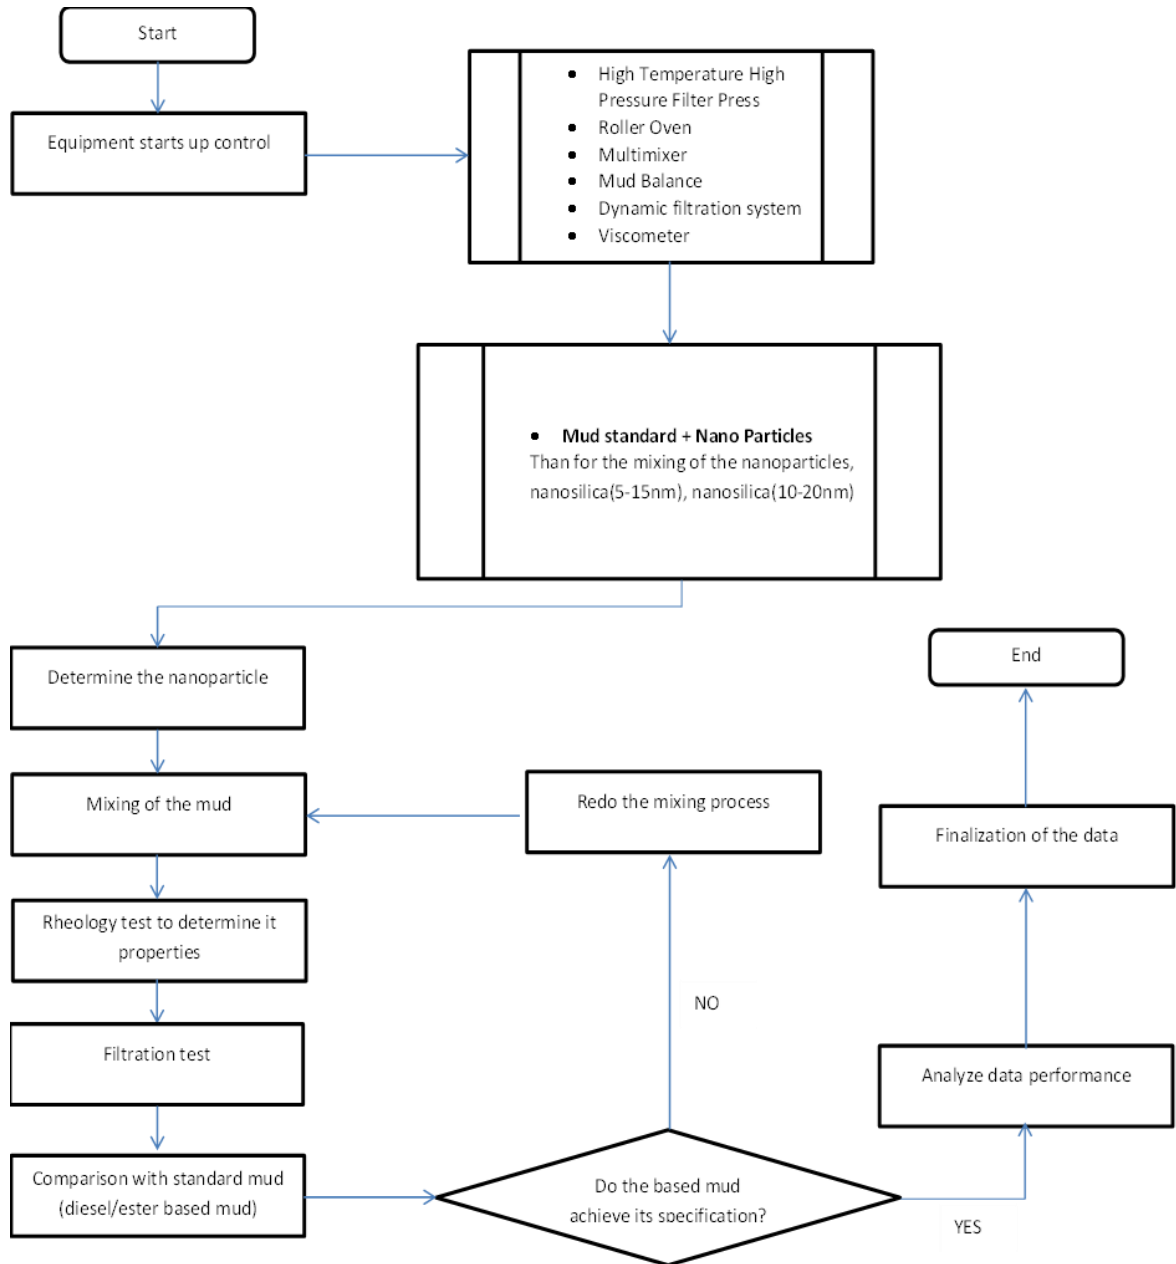 Start
Equipment starts up control
• High Temperature High
Pressure Filter Press
• Roller Oven
• Multimixer
• Mud Balance
• Dynamic filtration system
• Viscometer
• Mud standard + Nano Particles
Than for the mixing of the nanoparticles,
nanosilica(5-15nm), nanosilica(10-20nm)
Determine the nanoparticle
Mixing of the mud
Rheology test to determine it
properties
Filtration test
Comparison with standard mud
(diesel/ester based mud)
Do the based mud
achieve its specification?
NO
Redo the mixing process
YES
Analyze data performance
Finalization of the data
End